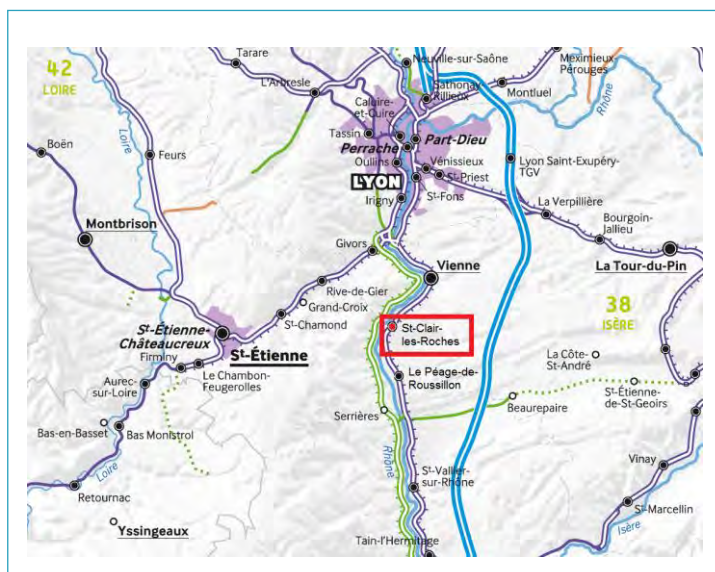 42
LOIRE
Tarare
L'Arbresle
Neuville-sur-Saône
Sathonay
Rillieux
Montluel
Meximieux
Pérouges
Rhône
Loire
Boën
Feurs
Caluire-
et-Cuire
Tassin
Perrache
Part-Dieu
Oullins
Vénissieux
LYON
St-Priest
St-Fons
Irigny
Lyon Saint-Exupéry-
TGV
La Verpillière
Bourgoin-
Jallieu
La Tour-du-Pin
Montbrison
Givors
Vienne
Rive-de-Gier
Grand-Croix
St-Chamond
St-Étienne-
Châteaucreux
St-Étienne
Firminy
Le Chambon-
Feugerolles
St-Clair-
les-Roches
38
ISÈRE
Le Péage-de-
Roussillon
La Côte-
St-André
St-Étienne-
de-St-Geoirs
Beaurepaire
Serrières
Aurec-
sur-Loire
Bas-en-Basset
Bas Monistrol
Loire
Retournac
Yssingeaux
Rhône
St-Vallier-
sur-Rhône
Tain-l'Hermitage
Vinay
St-Marcellin
Isère